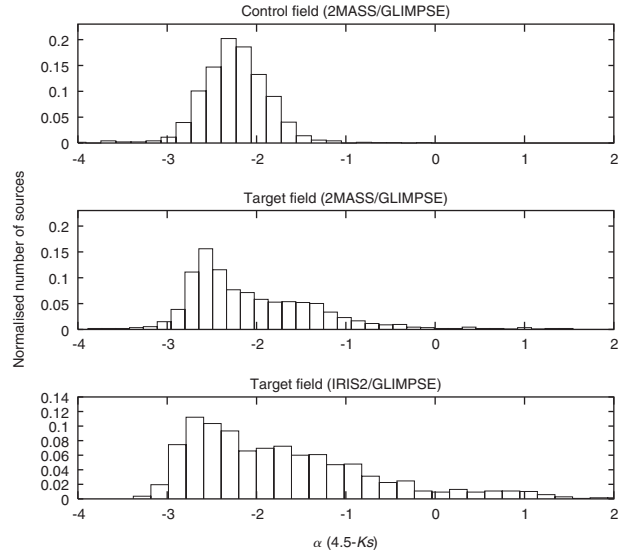 Control field (2MASS/GLIMPSE)
0.2
0.15
0.1
0.05
0
-4 -3 -2 -1 0 1 2
Normalised number of sources
Target field (2MASS/GLIMPSE)
0.2
0.15
0.1
0.05
0
-4 -3 -2 -1 0 1 2
Target field (IRIS2/GLIMPSE)
0.14
0.12
0.10
0.08
0.06
0.04
0.02
0
-4 -3 -2 -1 0 1 2
α (4.5-Ks)